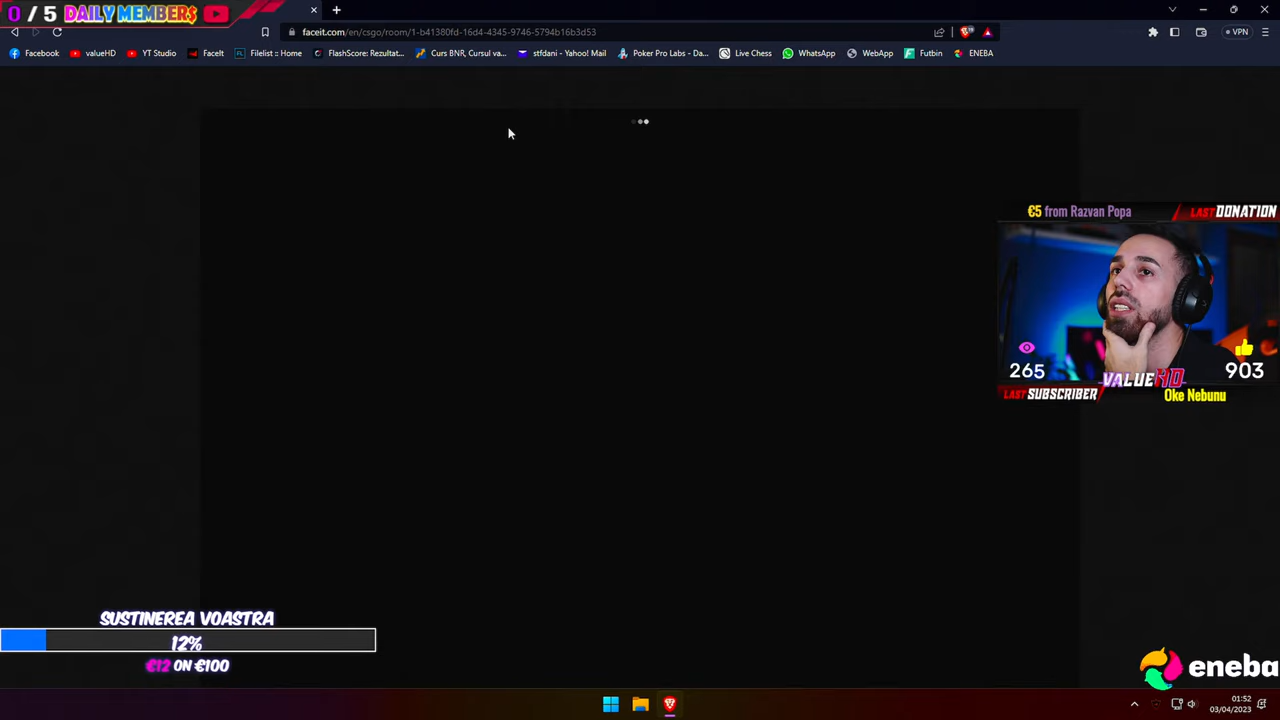 0 / 5 DAILY MEMBERS
faceit.com/en/csgo/room/1-b41380fd-16d4-4345-9746-5794b16b3d53
VPN
Facebook
valueHD
YT Studio
FaceIt
Filelist :: Home
FlashScore: Rezultat...
Curs BNR, Cursul va...
stfdani - Yahoo! Mail
Poker Pro Labs - Da...
Live Chess
WhatsApp
WebApp
Futbin
ENEBA
€5 from Razvan Popa
LAST DONATION
265
903
VALUEHD
LAST SUBSCRIBER
Oke Nebunu
SUSTINEREA VOASTRA
12%
€12 ON €100
eneba
01:52
03/04/2023